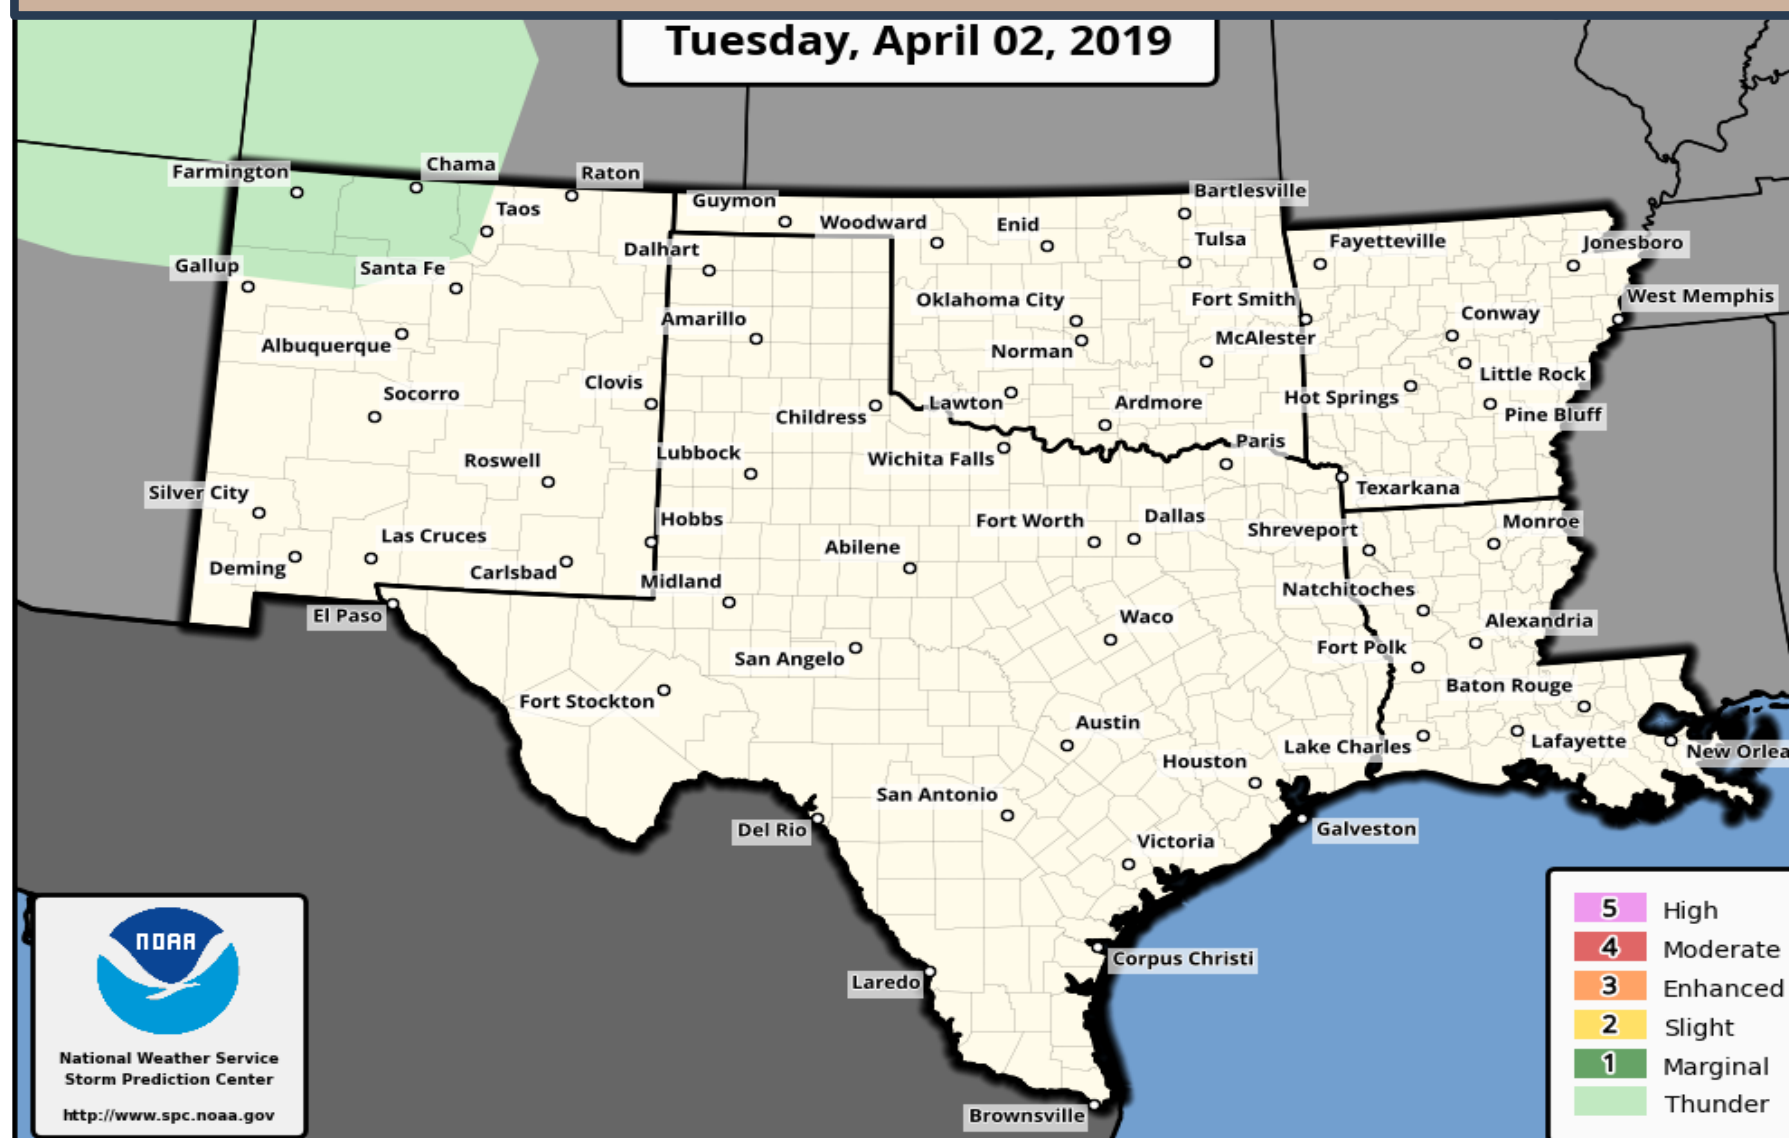 Tuesday, April 02, 2019
Farmington
Chama
Raton
Taos
Guymon
Woodward
Enid
Bartlesville
Tulsa
Fayetteville
Jonesboro
Gallup
Santa Fe
Dalhart
Oklahoma City
Fort Smith
Conway
West Memphis
Albuquerque
Amarillo
Norman
McAlester
Little Rock
Socorro
Clovis
Childress
Lawton
Ardmore
Hot Springs
Pine Bluff
Roswell
Lubbock
Wichita Falls
Paris
Texarkana
Silver City
Las Cruces
Hobbs
Abilene
Fort Worth
Dallas
Shreveport
Monroe
Deming
Carlsbad
Midland
El Paso
San Angelo
Waco
Natchitoches
Alexandria
Fort Polk
Fort Stockton
Baton Rouge
Austin
Houston
Lake Charles
Lafayette
New Orlea
San Antonio
Del Rio
Victoria
Galveston
Laredo
Corpus Christi
Brownsville
NOAA
National Weather Service
Storm Prediction Center
http://www.spc.noaa.gov
5 High
4 Moderate
3 Enhanced
2 Slight
1 Marginal
Thunder